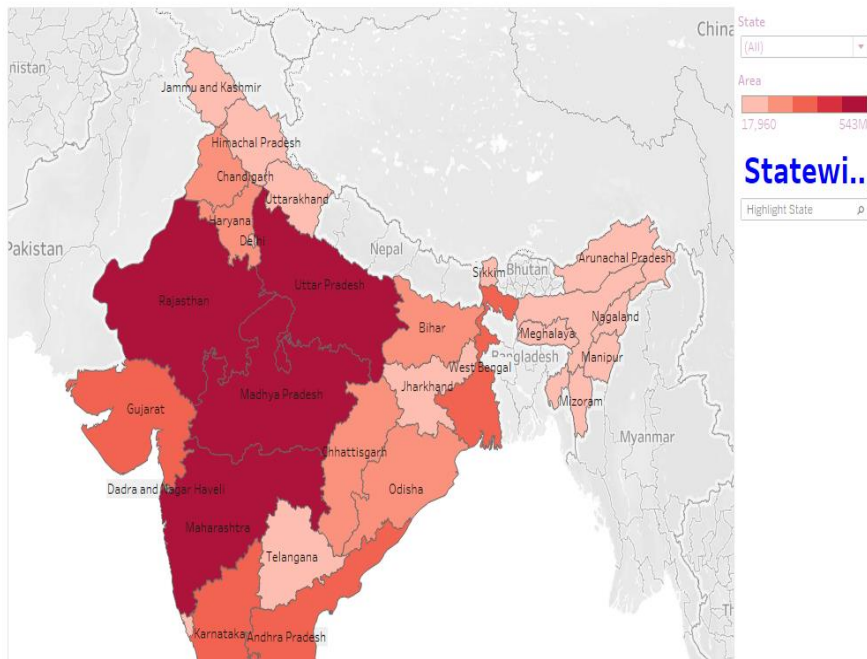 China
State
(All)
nistan
Jammu and Kashmir
Area
Himachal Pradesh
17,960
543M
Chandigarh
Statewi...
Uttarakhand
Highlight State
Haryana
Delhi
Pakistan
Nepal
Sikkim
Bhutan
Arunachal Pradesh
Uttar Pradesh
Rajasthan
Nagaland
Bihar
Meghalaya
Manipur
Bangladesh
West Bengal
Jharkhand
Madhya Pradesh
Mizoram
Gujarat
Myanmar
Chhattisgarh
Dadra and Nagar Haveli
Odisha
Maharashtra
Telangana
Th
Karnataka
Andhra Pradesh